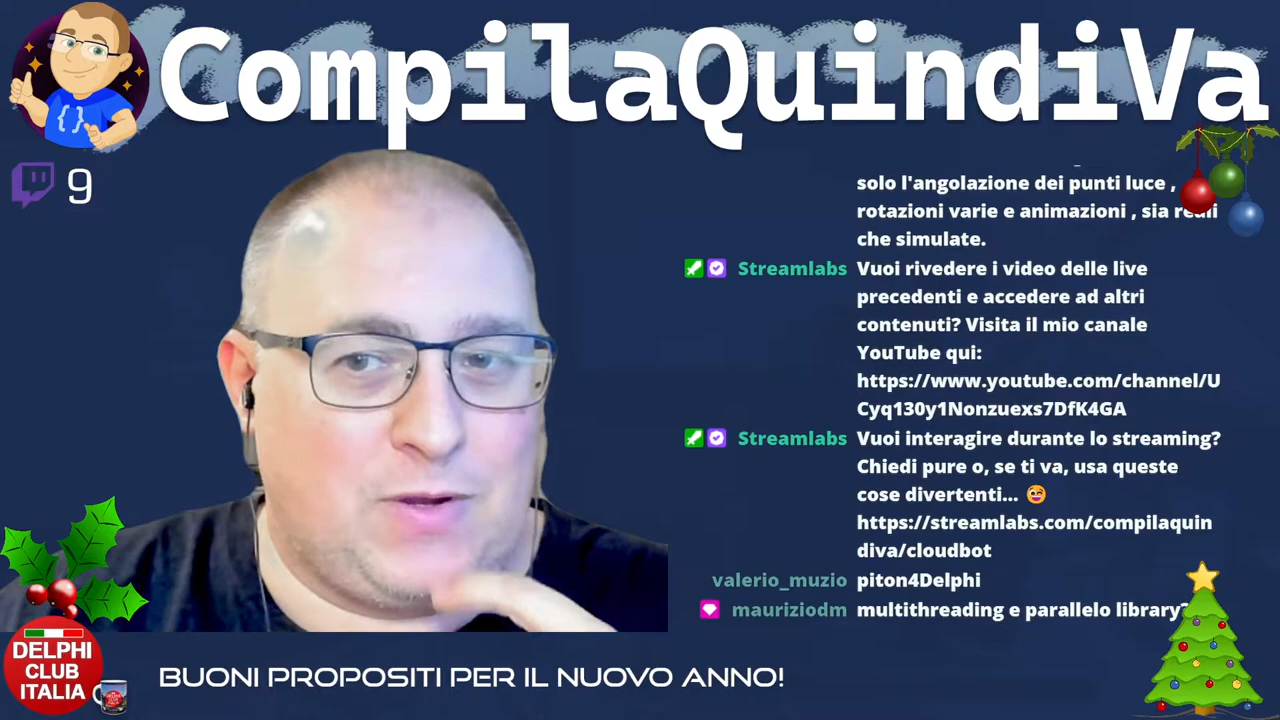 CompilaQuindiVa
{}
9
solo l'angolazione dei punti luce ,
rotazioni varie e animazioni , sia reali
che simulate.
Streamlabs Vuoi rivedere i video delle live
precedenti e accedere ad altri
contenuti? Visita il mio canale
YouTube qui:
https://www.youtube.com/channel/U
Cyq130y1Nonzuexs7DfK4GA
Streamlabs Vuoi interagire durante lo streaming?
Chiedi pure o, se ti va, usa queste
cose divertenti... 😄
https://streamlabs.com/compilaquin
diva/cloudbot
valerio_muzio piton4Delphi
mauriziodm multithreading e parallelo library?
DELPHI
CLUB
ITALIA
BUONI PROPOSITI PER IL NUOVO ANNO!